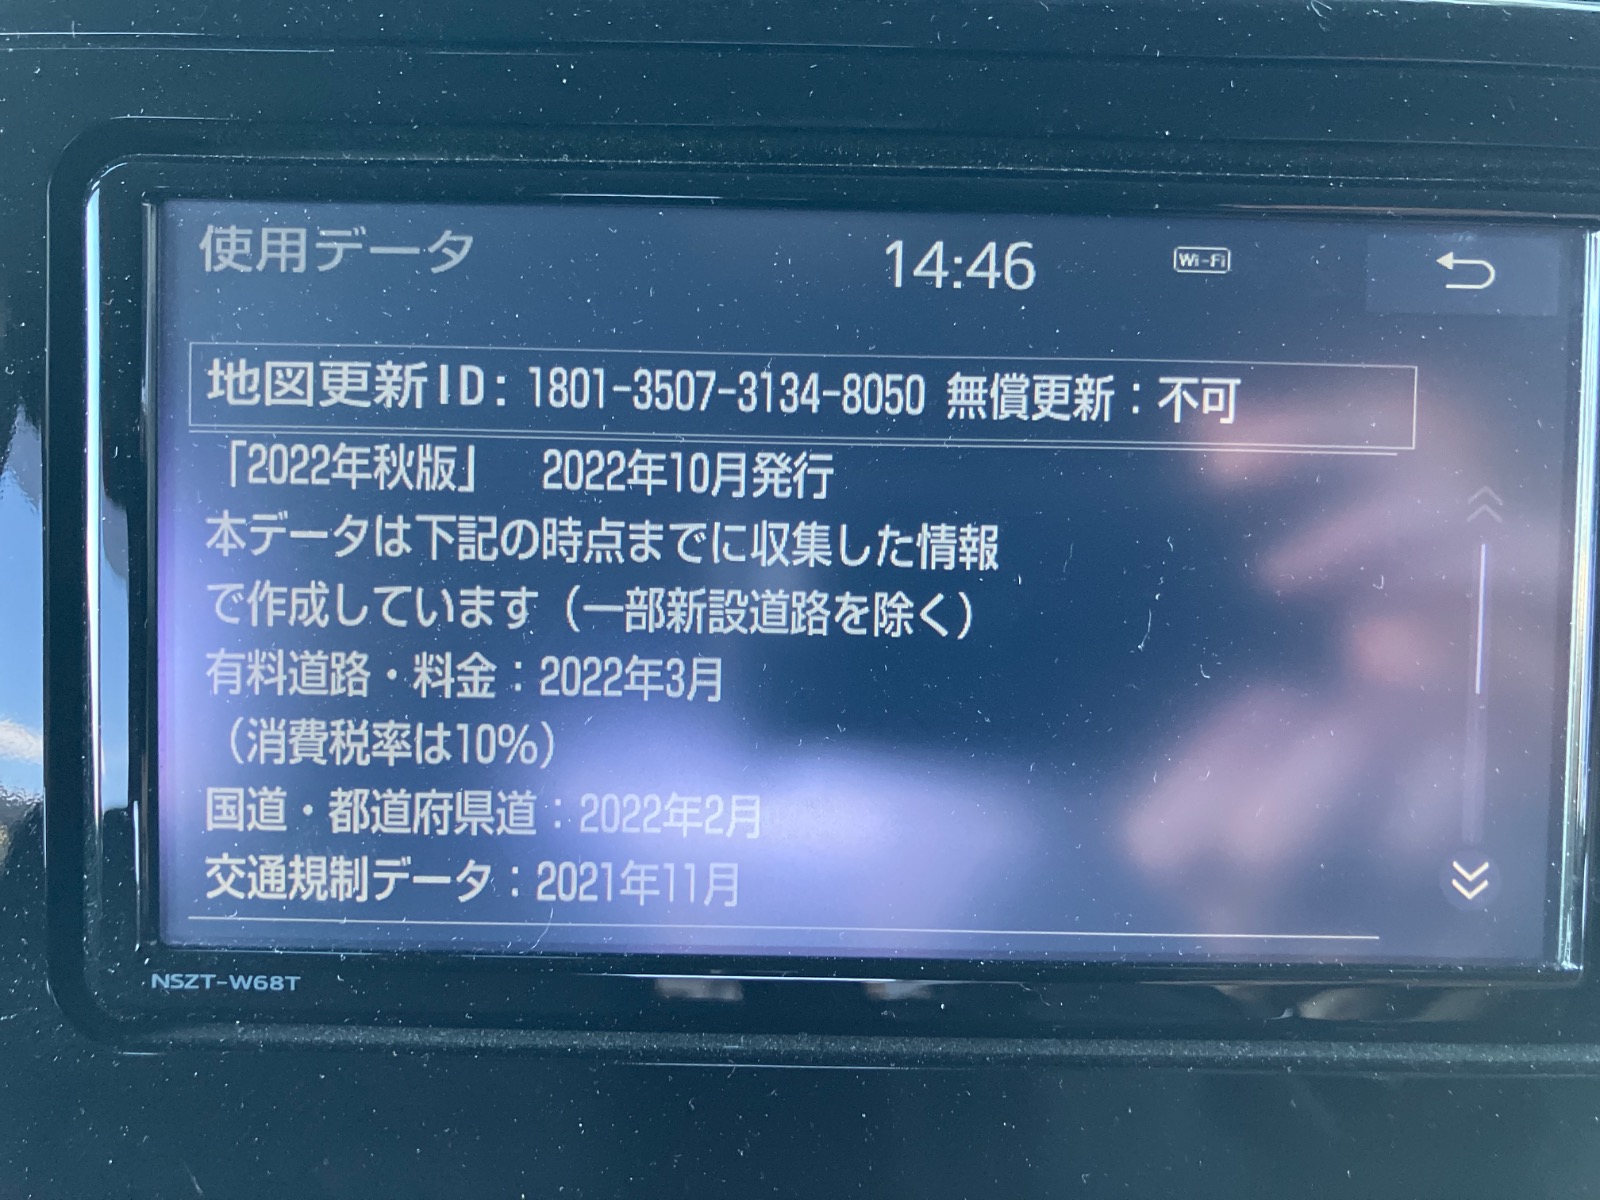 使用データ 14:46 Wi-Fi
地図更新ID: 1801-3507-3134-8050 無償更新：不可
「2022年秋版」 2022年10月発行
本データは下記の時点までに収集した情報
で作成しています（一部新設道路を除く）
有料道路・料金：2022年3月
（消費税率は10%）
国道・都道府県道：2022年2月
交通規制データ：2021年11月
NSZT-W68T